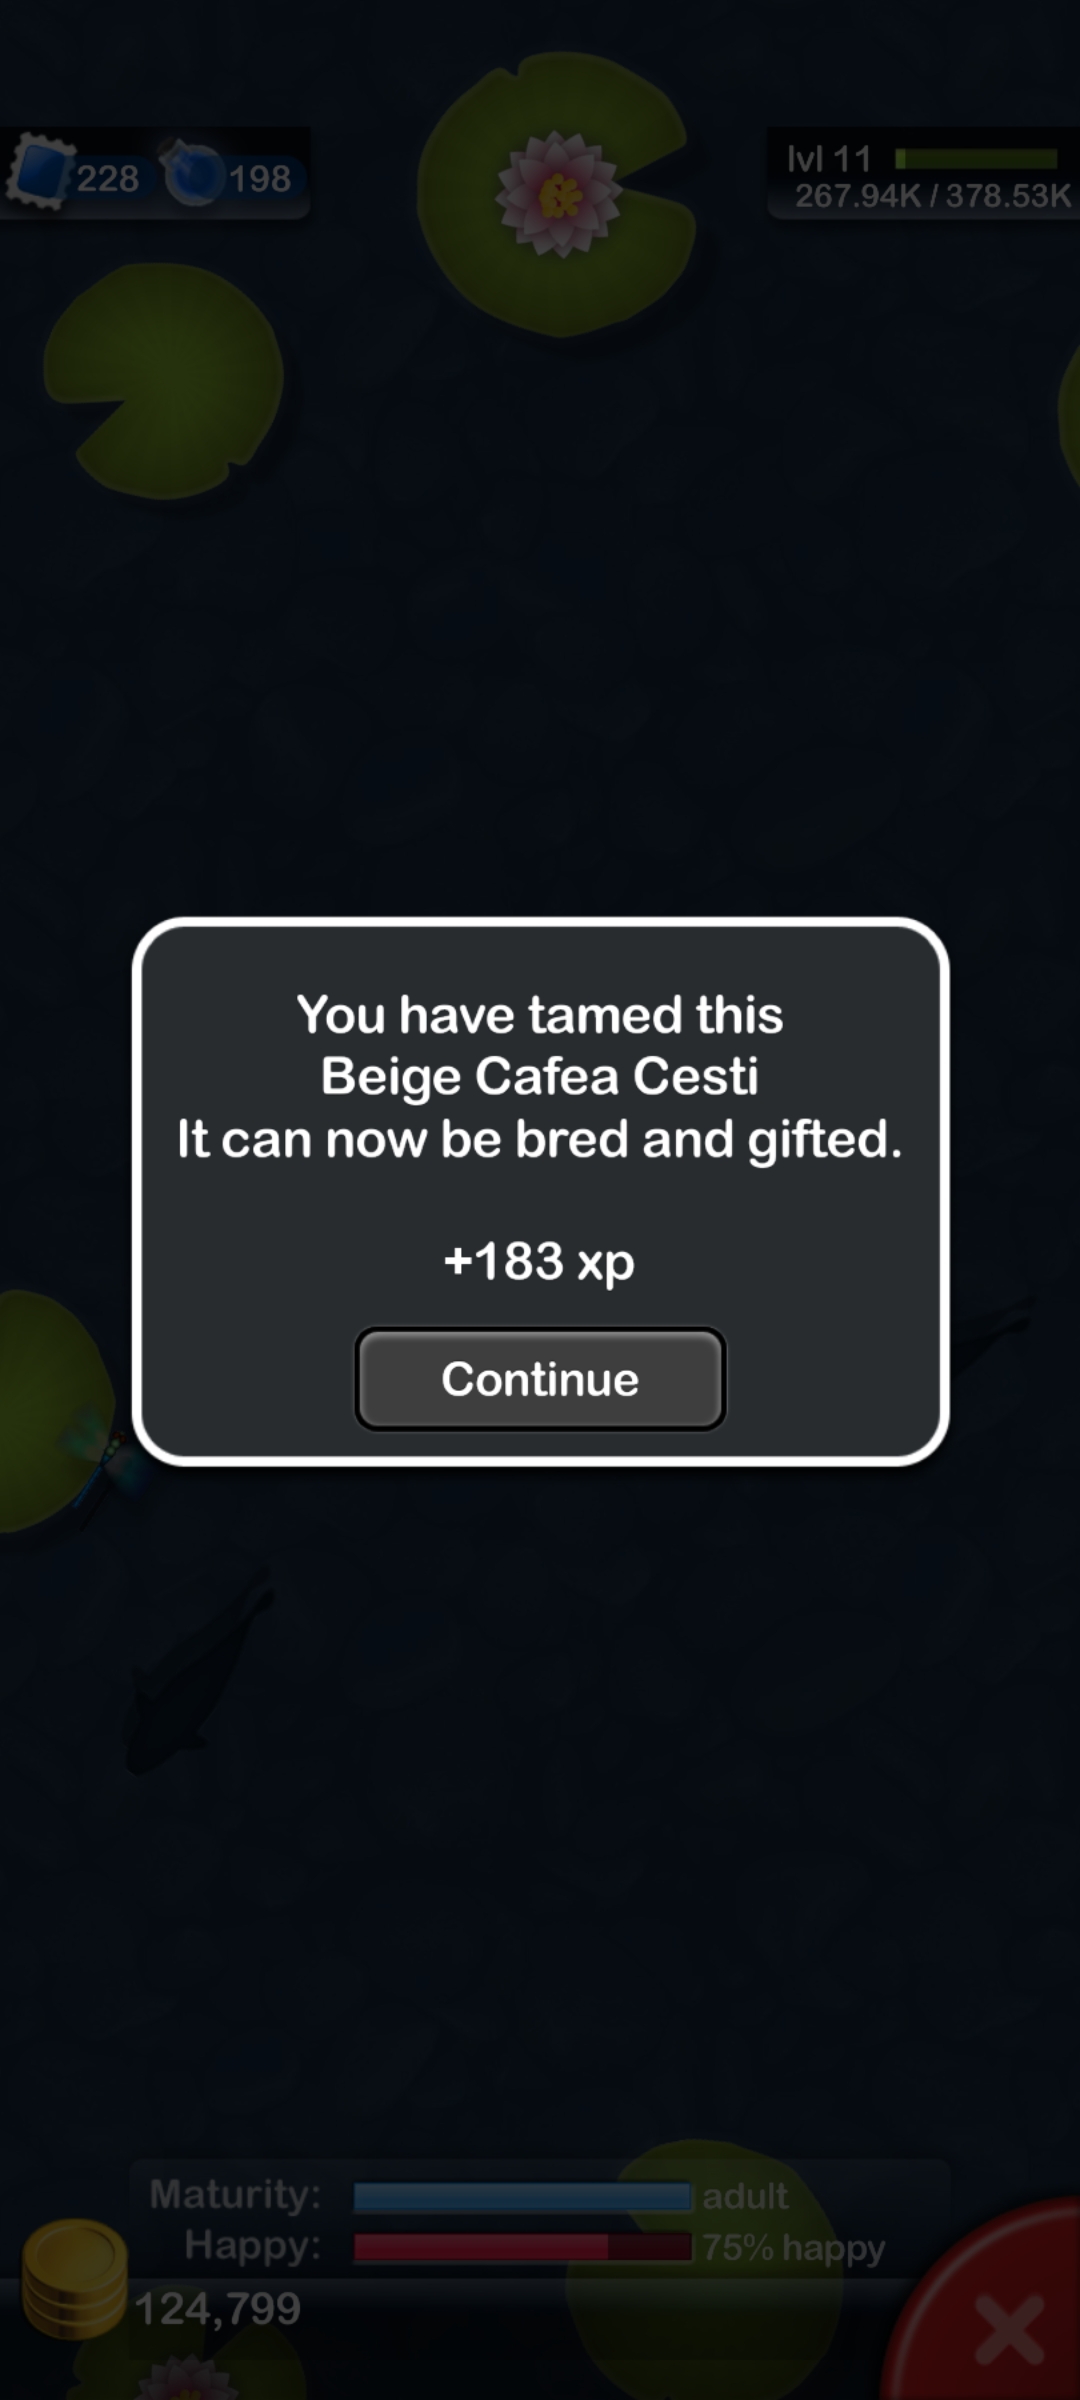 228 198
lvl 11
267.94K / 378.53K
You have tamed this
Beige Cafea Cesti
It can now be bred and gifted.
+183 xp
Continue
Maturity: adult
Happy: 75% happy
124,799